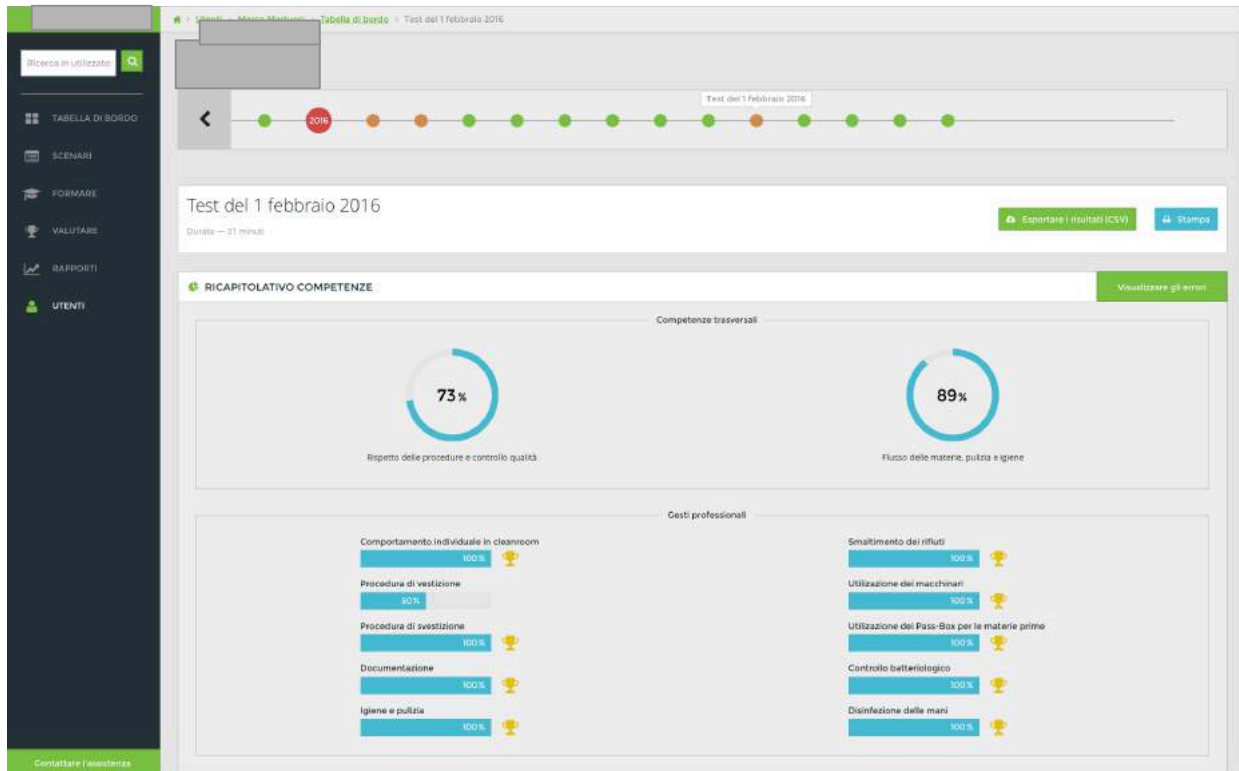 Utenti > Marco Martucci > Tabella di bordo > Test del 1 febbraio 2016
Ricerca in utilizzato
TABELLA DI BORDO
SCENARI
FORMARE
VALUTARE
RAPPORTI
UTENTI
Contattare l'assistenza
Test del 1 febbraio 2016
2016
Test del 1 febbraio 2016
Durata — 21 minuti
Esportare i risultati (CSV)
Stampa
RICAPITOLATIVO COMPETENZE
Visualizzare gli errori
Competenze trasversali
73%
89%
Rispetto delle procedure e controllo qualità
Flusso delle materie, pulizia e igiene
Gesti professionali
Comportamento individuale in cleanroom
100%
Procedura di vestizione
50%
Procedura di svestizione
100%
Documentazione
100%
Igiene e pulizia
100%
Smaltimento dei rifiuti
100%
Utilizzazione dei macchinari
100%
Utilizzazione dei Pass-Box per le materie prime
100%
Controllo batteriologico
100%
Disinfezione delle mani
100%